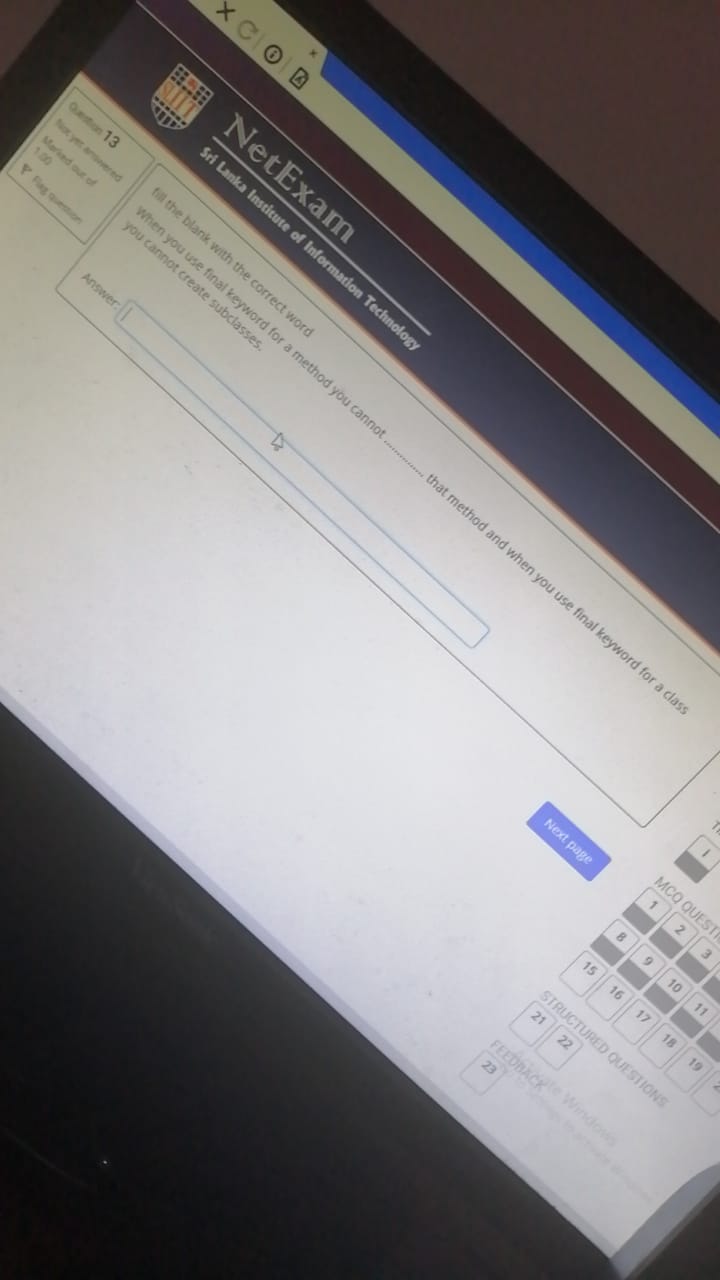 NetExam
Sri Lanka Institute of Information Technology
SLIIT
Question 13
Not yet answered
Marked out of
1.00
Flag question
fill the blank with the correct word
When you use final keyword for a method you cannot .............. that method and when you use final keyword for a class
you cannot create subclasses.
Answer:
Next page
i
MCQ QUESTI
1 2 3
8 9 10 11
15 16 17 18 19 2
STRUCTURED QUESTIONS
21 22
FEEDBACK
23
Windows